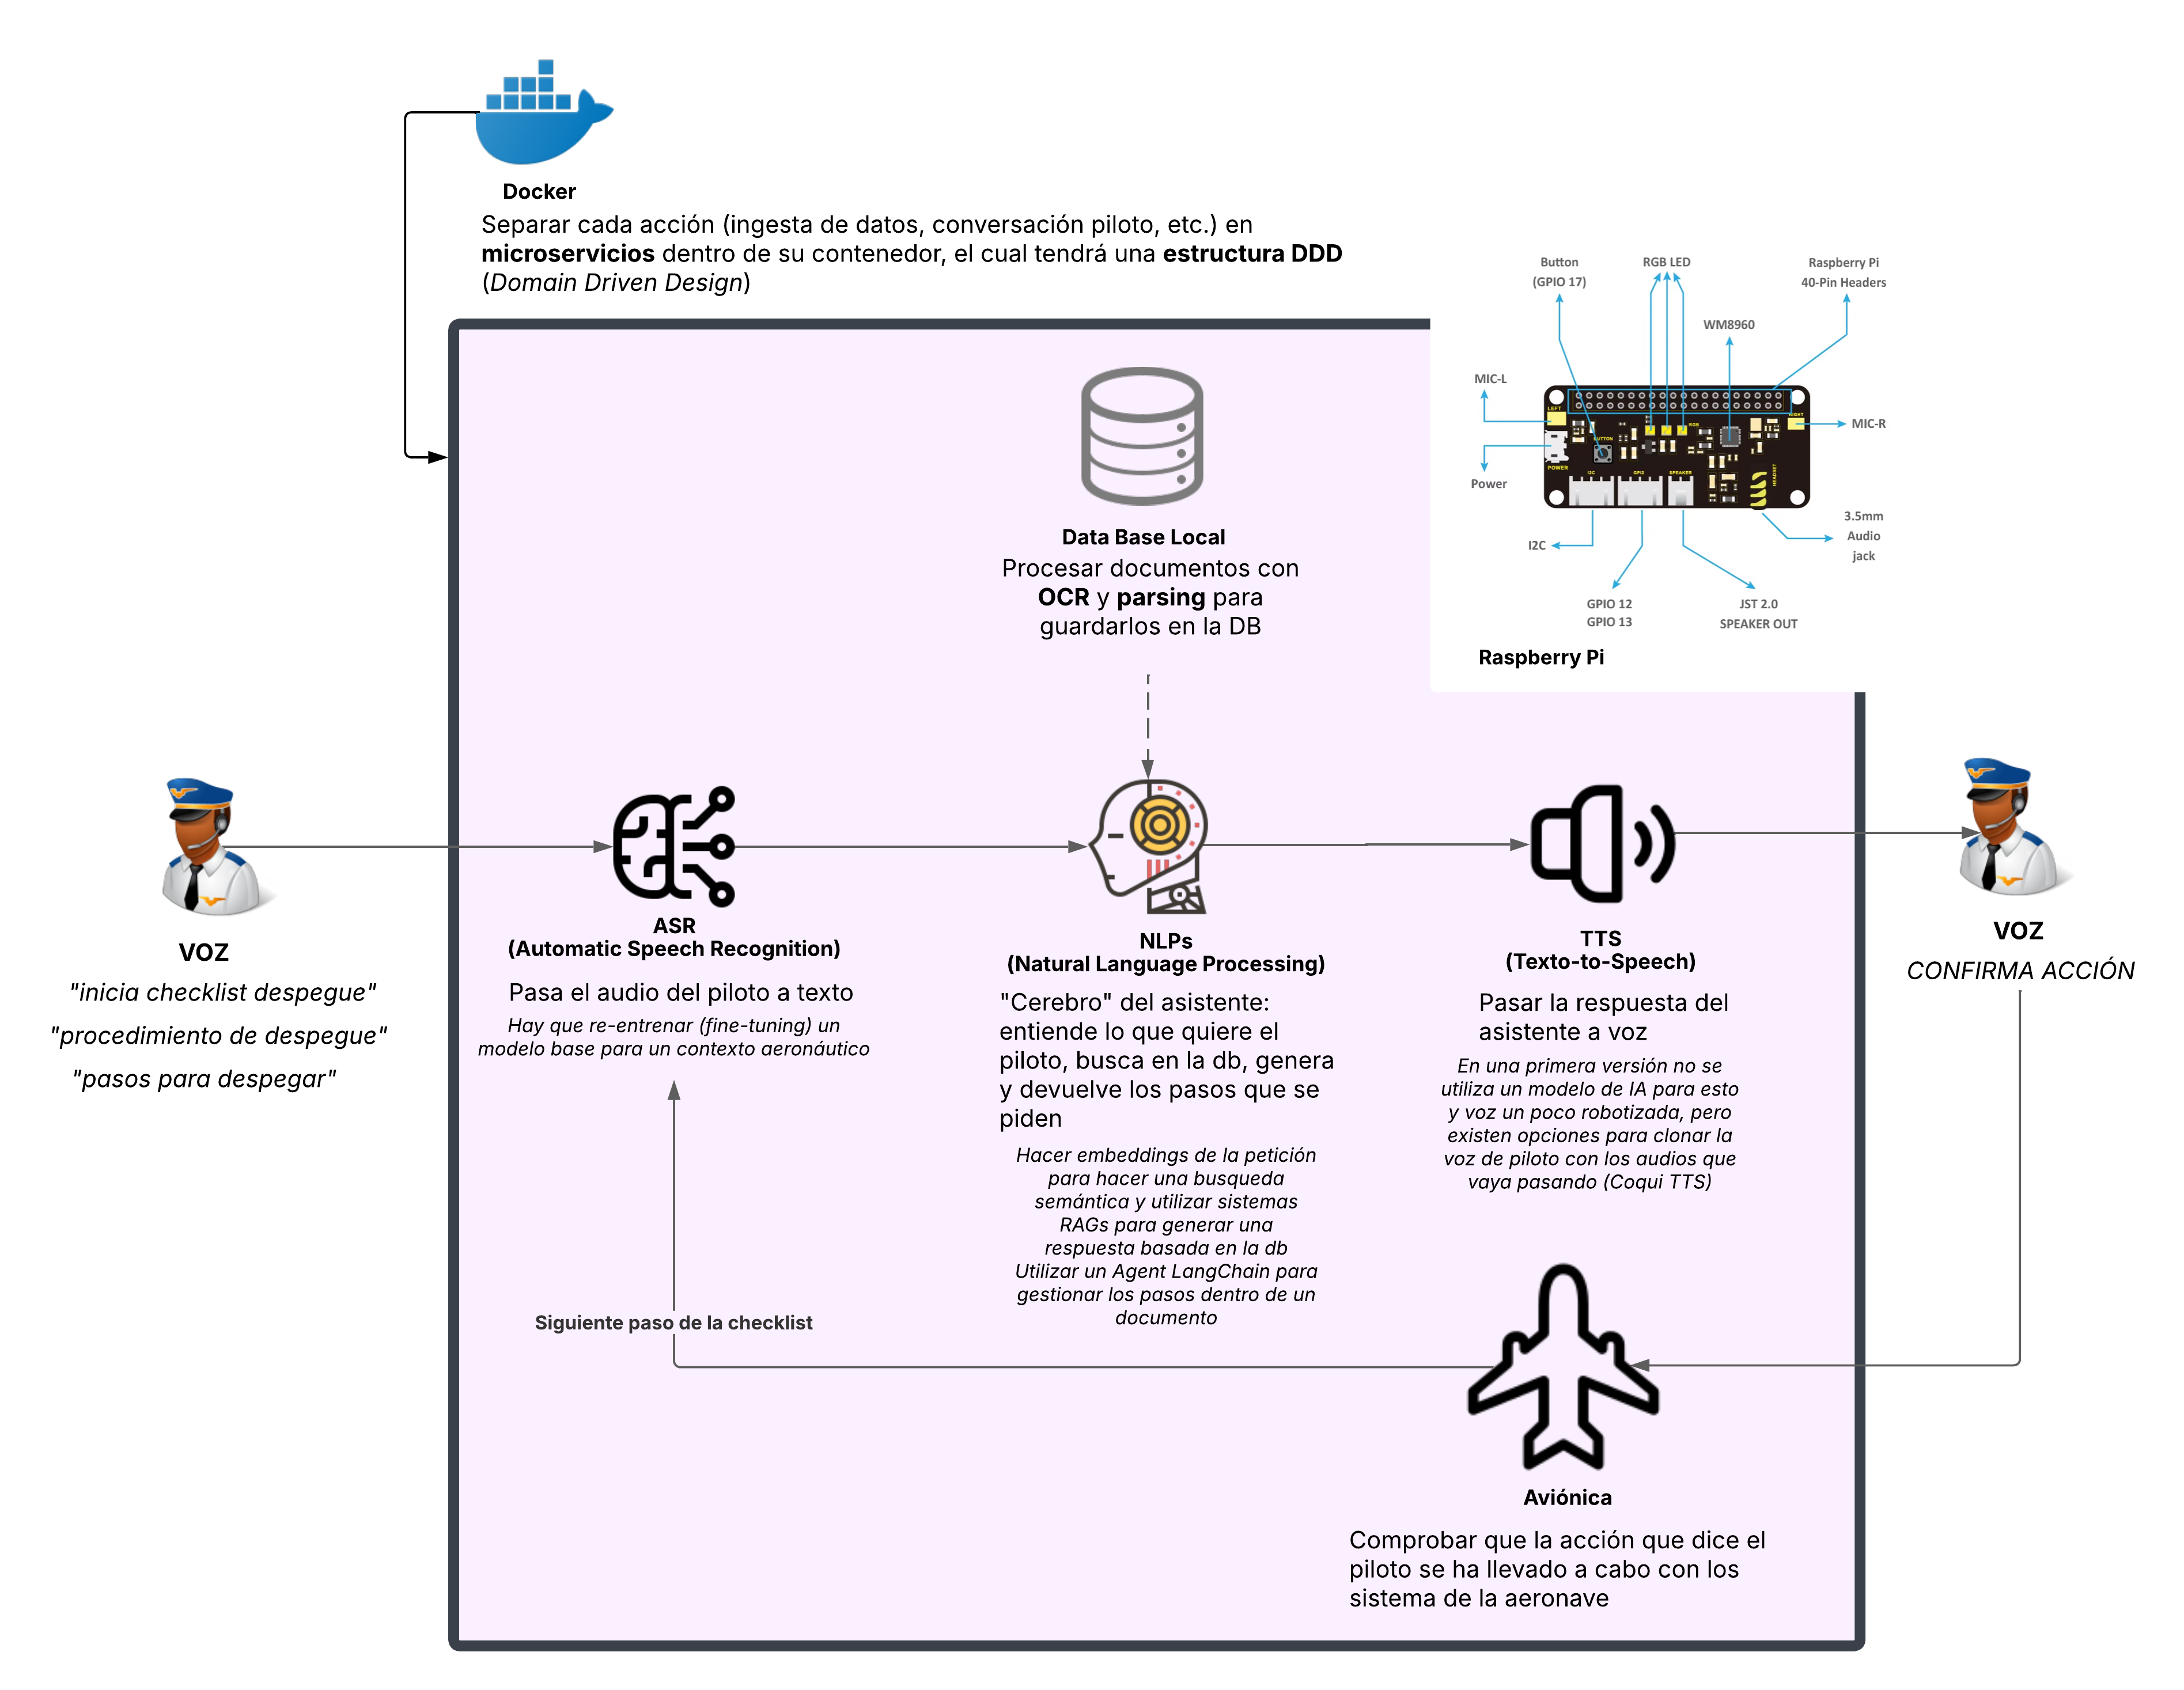 Docker
Separar cada acción (ingesta de datos, conversación piloto, etc.) en
microservicios dentro de su contenedor, el cual tendrá una estructura DDD
(Domain Driven Design)
Button
(GPIO 17)
RGB LED
Raspberry Pi
40-Pin Headers
WM8960
MIC-L
MIC-R
Power
LEFT
RIGHT
RGB
BUTTON
POWER
I2C
GPIO
SPEAKER
HEADSET
I2C
3.5mm
Audio
jack
GPIO 12
GPIO 13
JST 2.0
SPEAKER OUT
Raspberry Pi
Data Base Local
Procesar documentos con
OCR y parsing para
guardarlos en la DB
VOZ
"inicia checklist despegue"
"procedimiento de despegue"
"pasos para despegar"
ASR
(Automatic Speech Recognition)
Pasa el audio del piloto a texto
Hay que re-entrenar (fine-tuning) un
modelo base para un contexto aeronáutico
NLPs
(Natural Language Processing)
"Cerebro" del asistente:
entiende lo que quiere el
piloto, busca en la db, genera
y devuelve los pasos que se
piden
Hacer embeddings de la petición
para hacer una busqueda
semántica y utilizar sistemas
RAGs para generar una
respuesta basada en la db
Utilizar un Agent LangChain para
gestionar los pasos dentro de un
documento
TTS
(Texto-to-Speech)
Pasar la respuesta del
asistente a voz
En una primera versión no se
utiliza un modelo de IA para esto
y voz un poco robotizada, pero
existen opciones para clonar la
voz de piloto con los audios que
vaya pasando (Coqui TTS)
VOZ
CONFIRMA ACCIÓN
Siguiente paso de la checklist
Aviónica
Comprobar que la acción que dice el
piloto se ha llevado a cabo con los
sistema de la aeronave